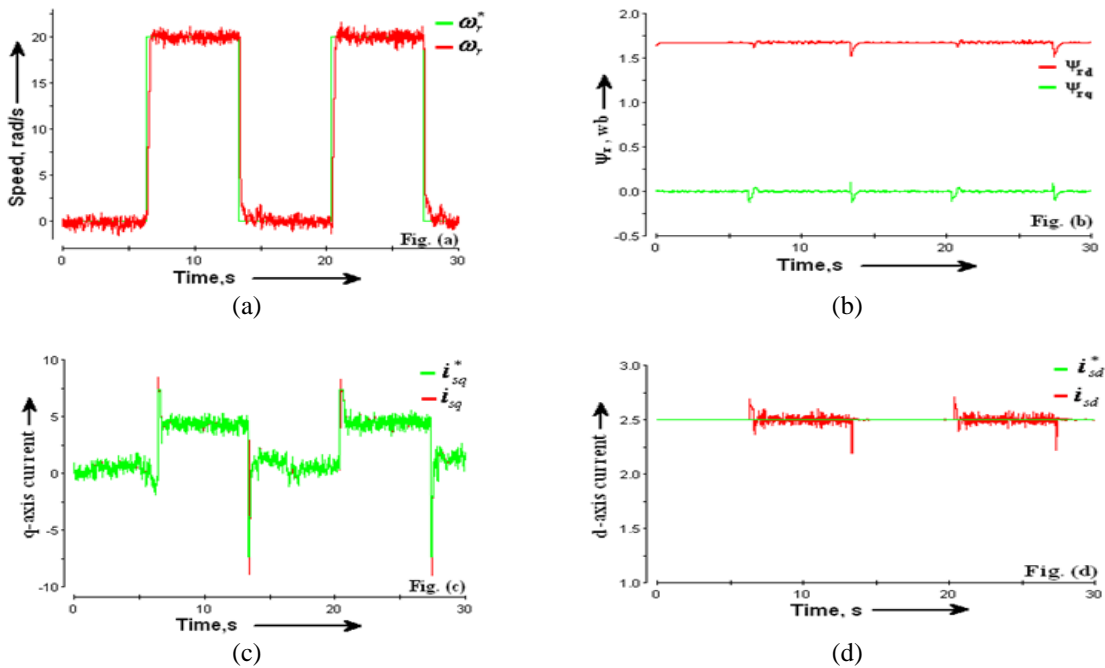 20
15
10
5
0
Speed, rad/s
ω*r
ωr
Fig. (a)
0 10 20 30
Time,s
(a)
2.0
1.5
1.0
0.5
0.0
-0.5
Ψr , wb
Ψrd
Ψrq
Fig. (b)
0 10 20 30
Time,s
(b)
10
5
0
-5
-10
q-axis current
i*sq
isq
Fig. (c)
0 10 20 30
Time,s
(c)
3.0
2.5
2.0
1.5
1.0
d-axis current
i*sd
isd
Fig. (d)
0 10 20 30
Time, s
(d)